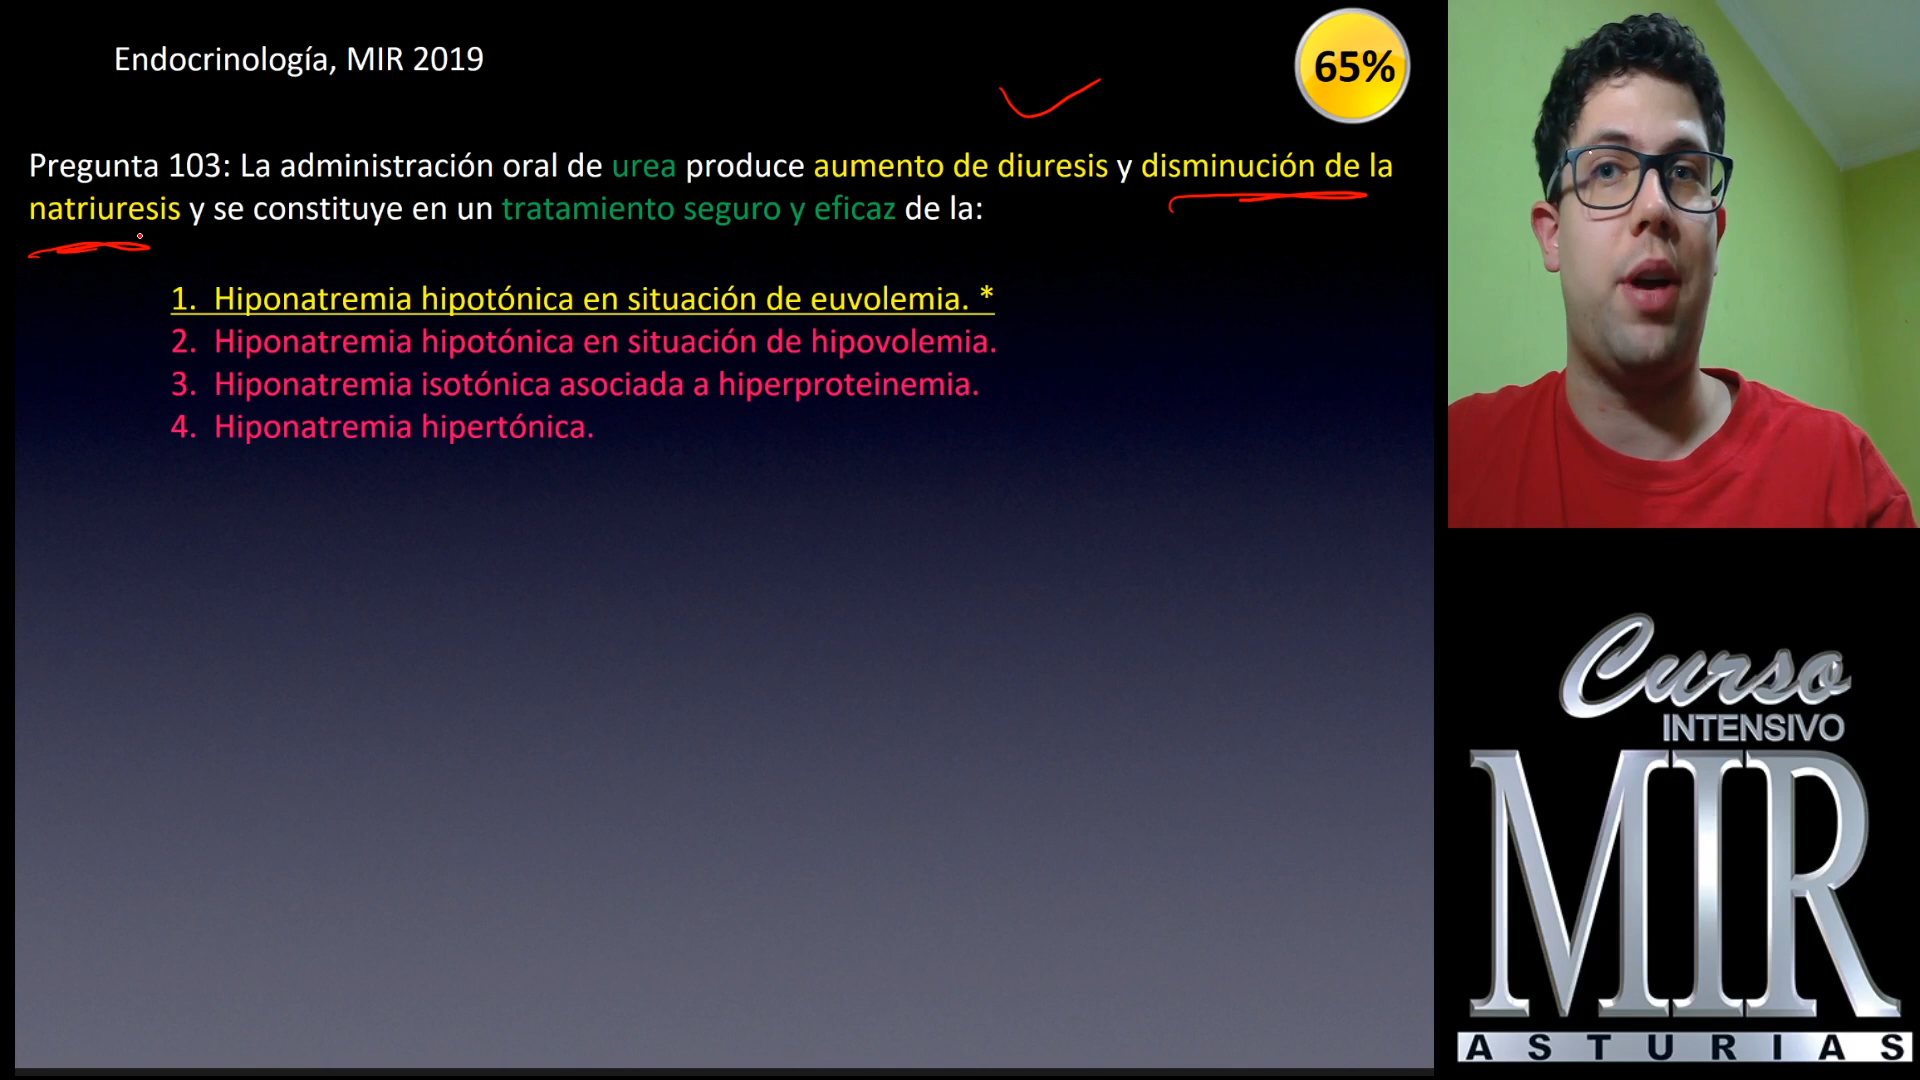 Endocrinología, MIR 2019
65%
Pregunta 103: La administración oral de urea produce aumento de diuresis y disminución de la
natriuresis y se constituye en un tratamiento seguro y eficaz de la:
1. Hiponatremia hipotónica en situación de euvolemia. *
2. Hiponatremia hipotónica en situación de hipovolemia.
3. Hiponatremia isotónica asociada a hiperproteinemia.
4. Hiponatremia hipertónica.
Curso
INTENSIVO
MIR
ASTURIAS